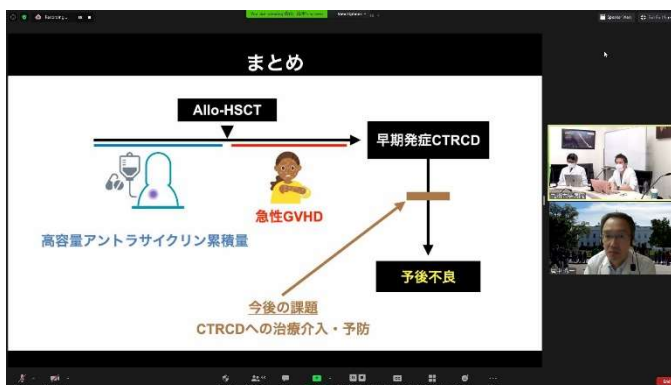 Recording...
まとめ
Allo-HSCT
早期発症CTRCD
急性GVHD
高容量アントラサイクリン累積量
予後不良
今後の課題
CTRCDへの治療介入・予防